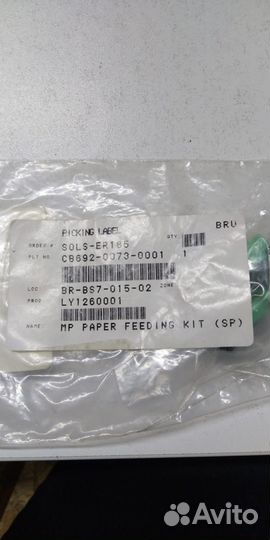 PICKING LABEL
BRU
ORDER# SOLS-ER186 QTY
PLT NO. CB692-0073-0001 1
LOC: BR-BS7-Q15-02 ZONE
PROD LY1260001
NAME: MP PAPER FEEDING KIT (SP)
Avito